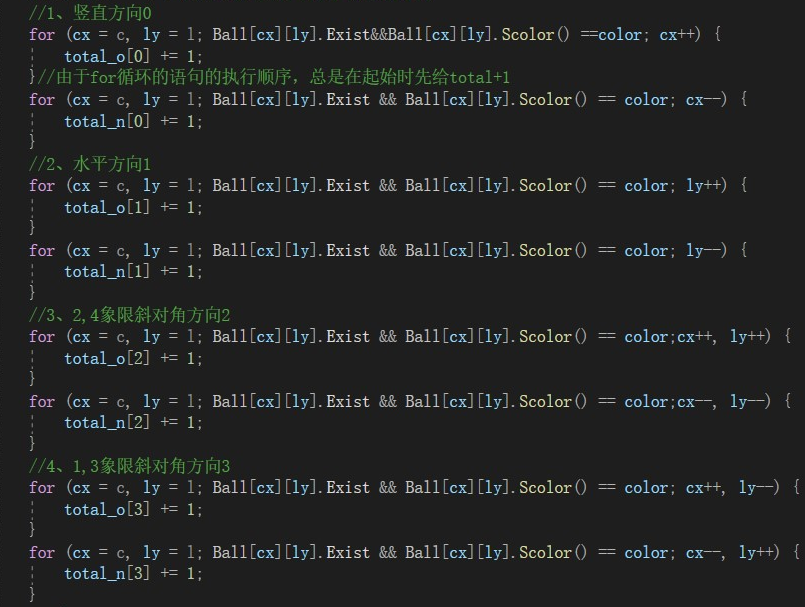 //1、竖直方向0
for (cx = c, ly = l; Ball[cx][ly].Exist&&Ball[cx][ly].Scolor() ==color; cx++) {
total_o[0] += 1;
}//由于for循环的语句的执行顺序，总是在起始时先给total+1
for (cx = c, ly = l; Ball[cx][ly].Exist && Ball[cx][ly].Scolor() == color; cx--) {
total_n[0] += 1;
}
//2、水平方向1
for (cx = c, ly = l; Ball[cx][ly].Exist && Ball[cx][ly].Scolor() == color; ly++) {
total_o[1] += 1;
}
for (cx = c, ly = l; Ball[cx][ly].Exist && Ball[cx][ly].Scolor() == color; ly--) {
total_n[1] += 1;
}
//3、2,4象限斜对角方向2
for (cx = c, ly = l; Ball[cx][ly].Exist && Ball[cx][ly].Scolor() == color;cx++, ly++) {
total_o[2] += 1;
}
for (cx = c, ly = l; Ball[cx][ly].Exist && Ball[cx][ly].Scolor() == color;cx--, ly--) {
total_n[2] += 1;
}
//4、1,3象限斜对角方向3
for (cx = c, ly = l; Ball[cx][ly].Exist && Ball[cx][ly].Scolor() == color; cx++, ly--) {
total_o[3] += 1;
}
for (cx = c, ly = l; Ball[cx][ly].Exist && Ball[cx][ly].Scolor() == color; cx--, ly++) {
total_n[3] += 1;
}